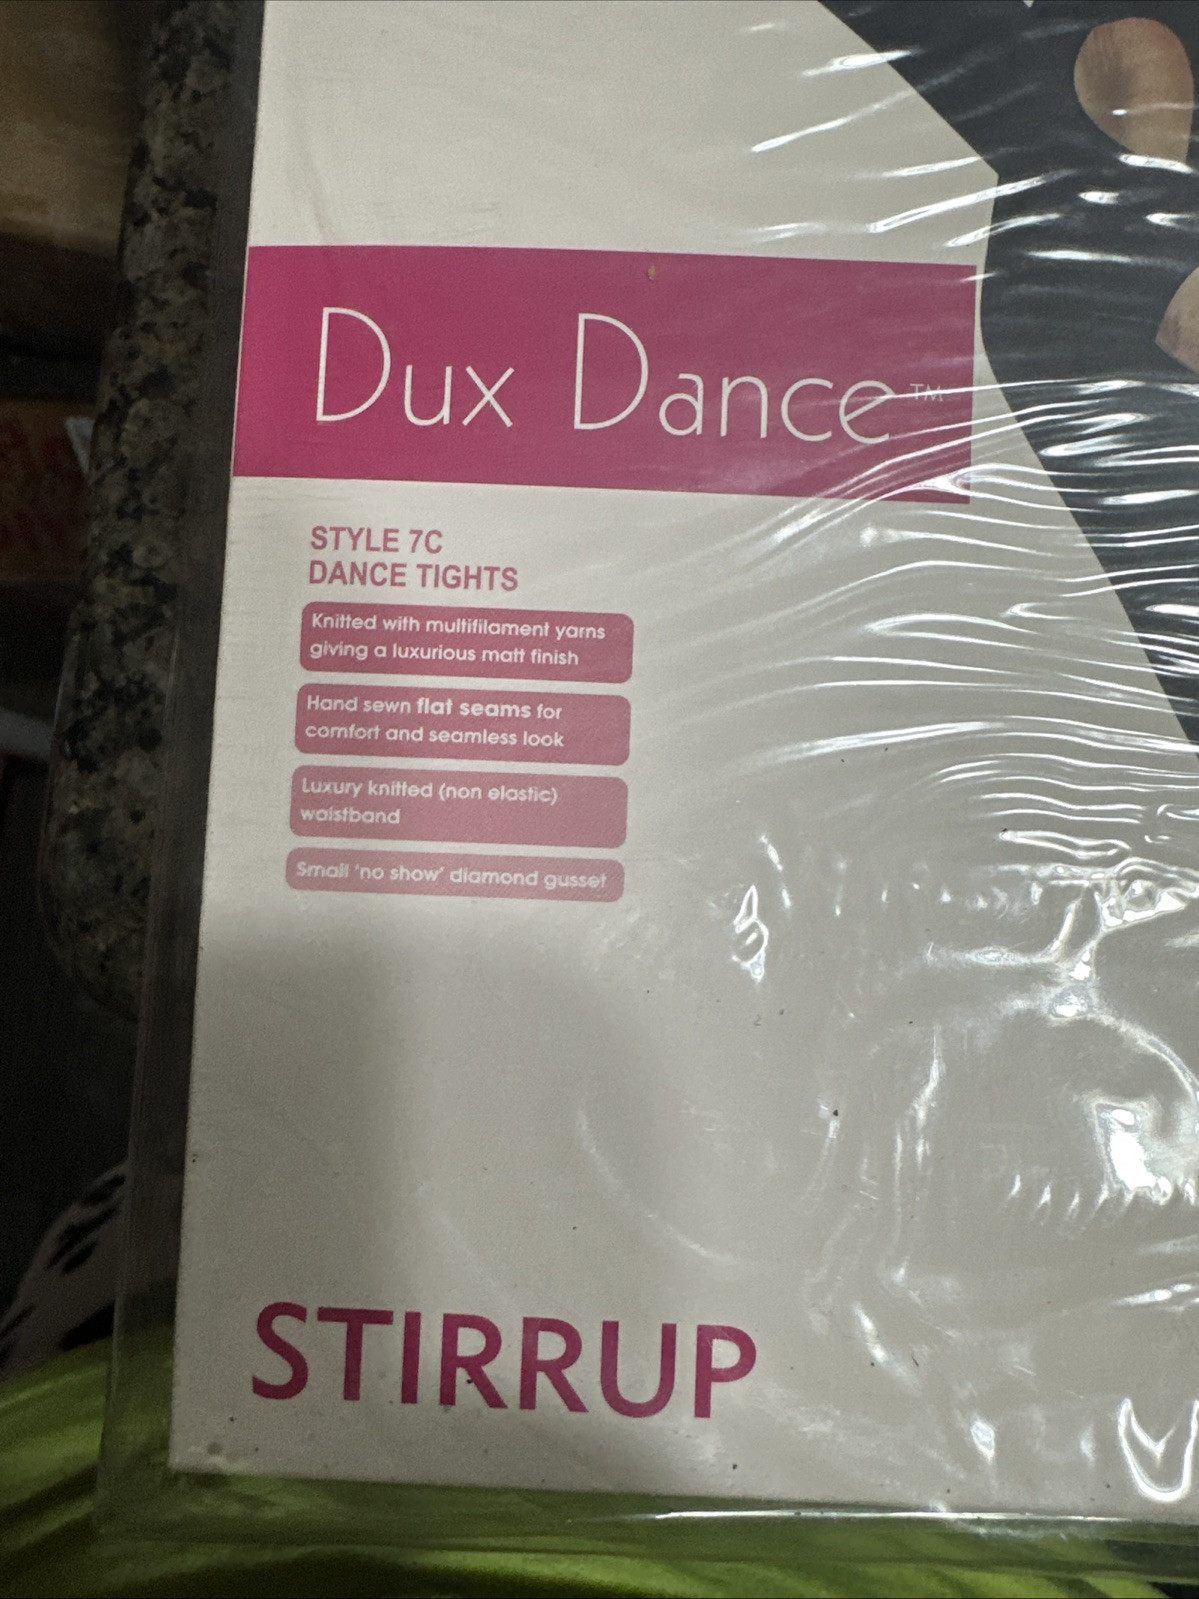 Dux Dance™
STYLE 7C
DANCE TIGHTS
Knitted with multifilament yarns
giving a luxurious matt finish
Hand sewn flat seams for
comfort and seamless look
Luxury knitted (non elastic)
waistband
Small 'no show' diamond gusset
STIRRUP